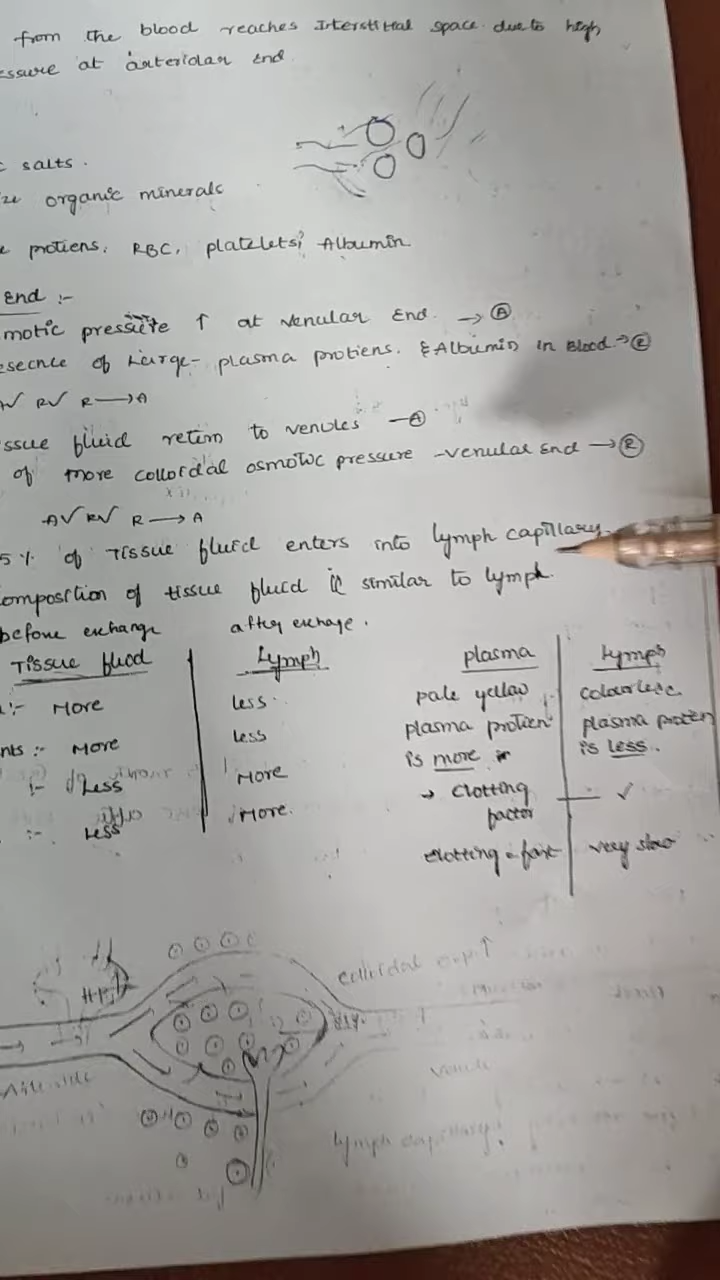 from the blood reaches Interstitial space due to high
ssure at arteriolar End.
c salts.
organic minerals
protiens, RBC, platelets, Albumin
End :-
motic pressure ↑ at venular End. → Ⓐ
esecnce of Large- plasma protiens. & Albumin in Blood → Ⓡ
A✓ R✓ R → A
ssue fluid return to venules - Ⓐ
of more colloidal osmotic pressure - venular End → Ⓡ
A✓ R✓ R → A
5% of Tissue fluid enters into lymph capillary.
omposition of tissue fluid is similar to lymph.
before exchange after exchage.
Tissue fluid Lymph plasma Lymph
:- More less pale yellow colourless.
nts :- More less plasma protien plasma protein
is more is less.
:- Less More → clotting ✓
factor
:- Less More.
clotting = fast very slow
colloidal ↑
lymph capillary